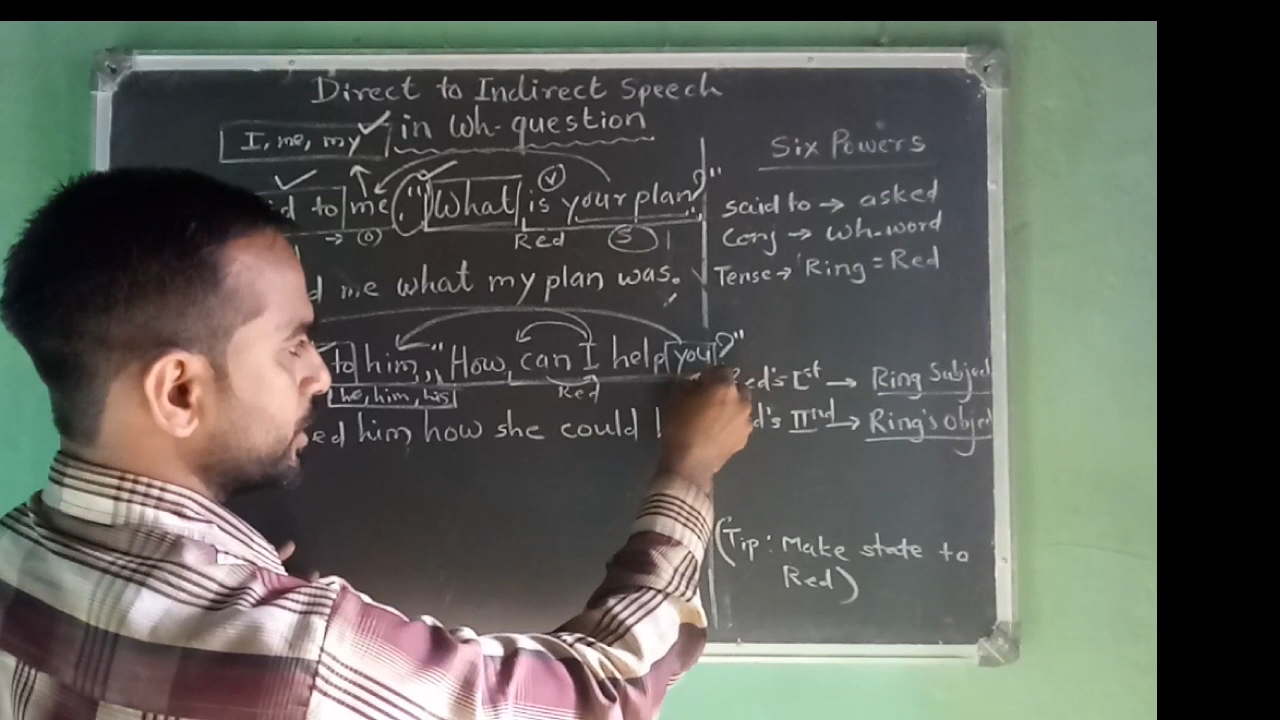 Direct to Indirect Speech
I, me, my in Wh-question
to me, "What is your plan?"
→ (O) Red (S)
me what my plan was.
to him, "How can I help you?"
he, him, his Red
him how she could
Six Powers
said to → asked
Conj → Wh-word
Tense → Ring = Red
Ist → Ring Subject
IInd → Ring's Object
(Tip: Make state to
Red)